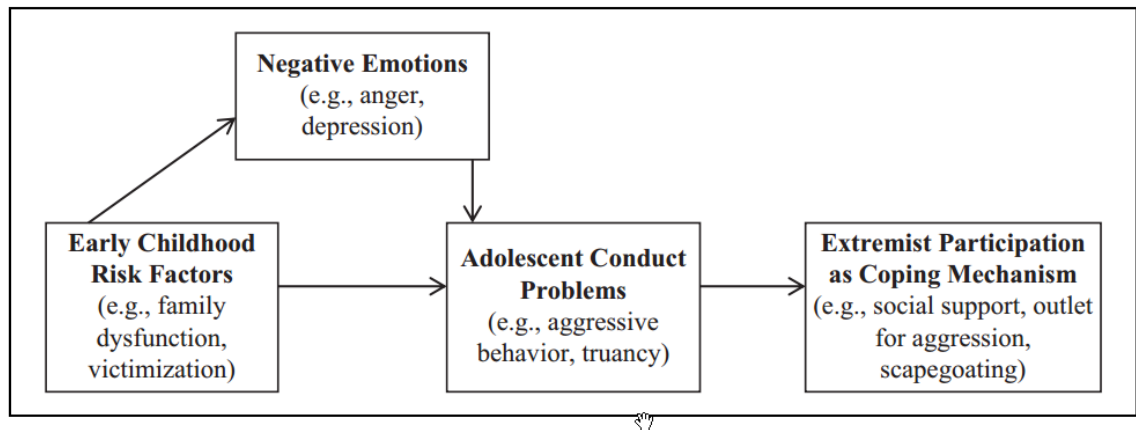 Negative Emotions
(e.g., anger,
depression)
Early Childhood
Risk Factors
(e.g., family
dysfunction,
victimization)
Adolescent Conduct
Problems
(e.g., aggressive
behavior, truancy)
Extremist Participation
as Coping Mechanism
(e.g., social support, outlet
for aggression,
scapegoating)